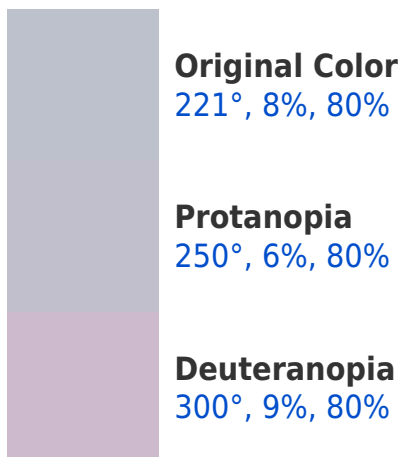 Original Color
221°, 8%, 80%
Protanopia
250°, 6%, 80%
Deuteranopia
300°, 9%, 80%